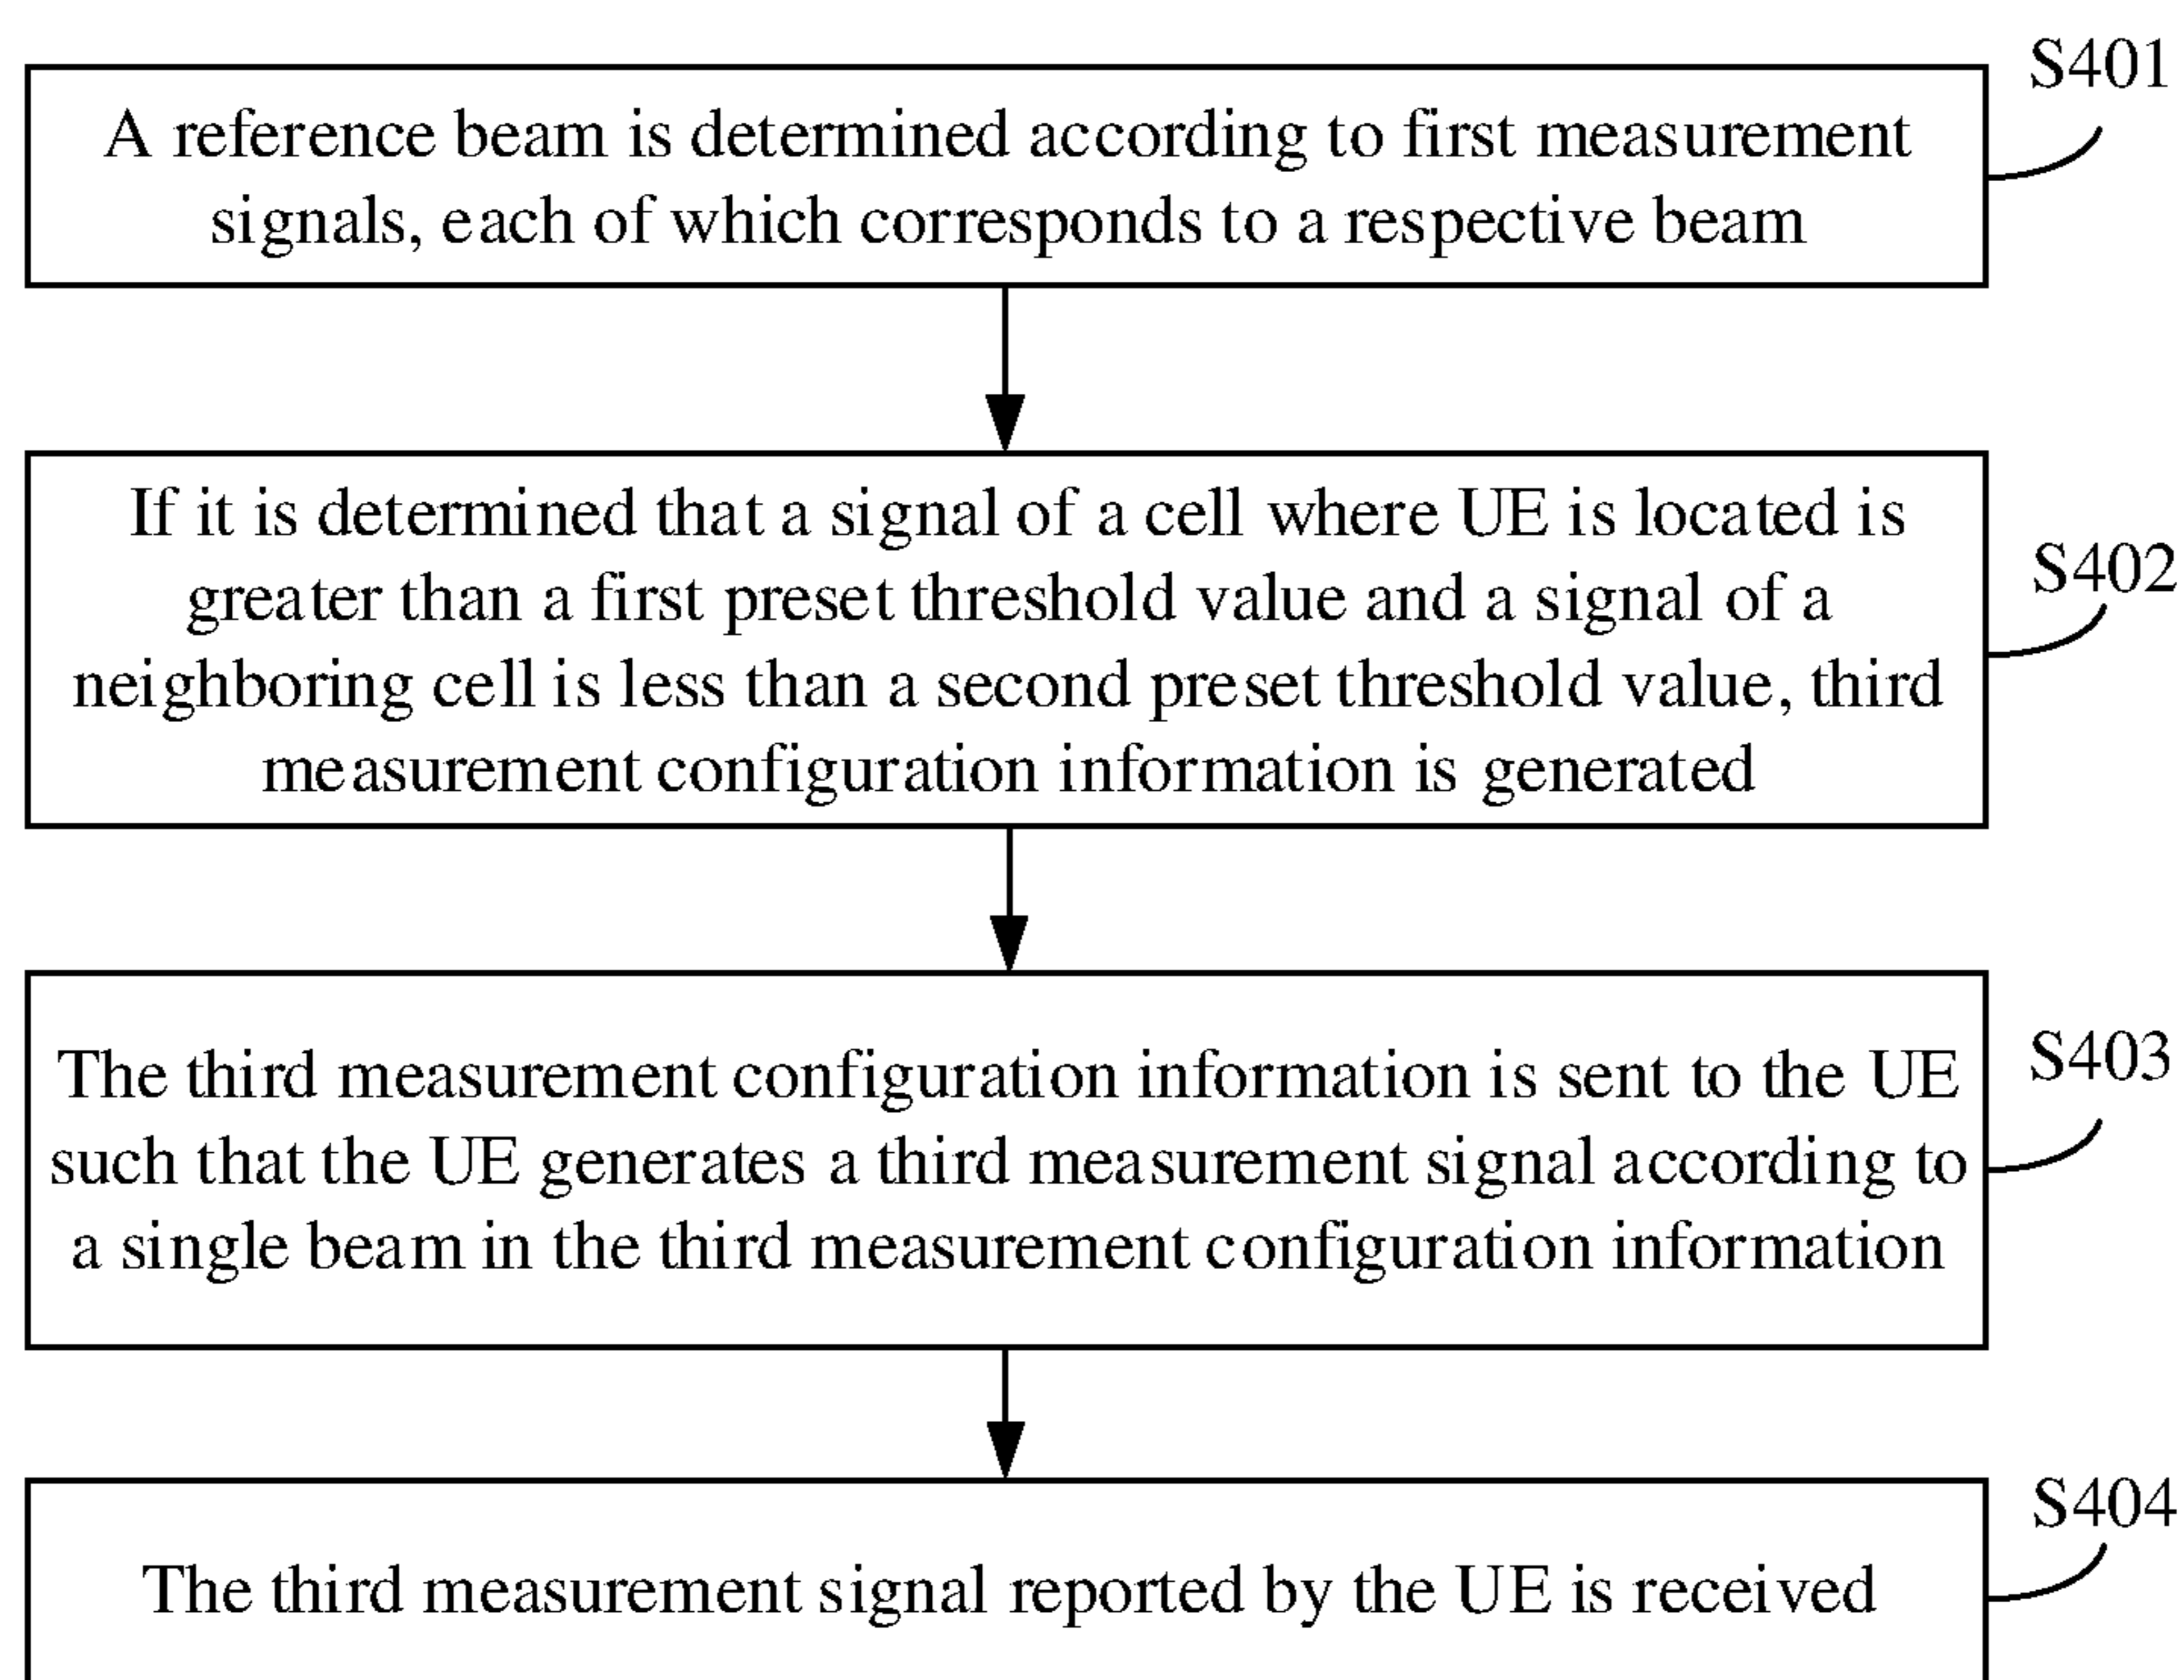 S401
A reference beam is determined according to first measurement
signals, each of which corresponds to a respective beam
If it is determined that a signal of a cell where UE is located is
greater than a first preset threshold value and a signal of a
neighboring cell is less than a second preset threshold value, third
measurement configuration information is generated
S402
The third measurement configuration information is sent to the UE
such that the UE generates a third measurement signal according to
a single beam in the third measurement configuration information
S403
The third measurement signal reported by the UE is received
S404